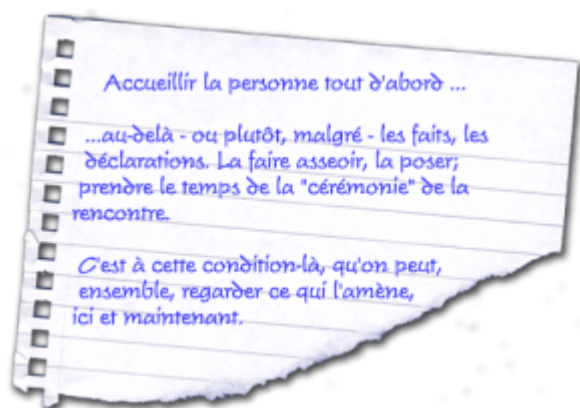 Accueillir la personne tout d'abord ...
...au-delà - ou plutôt, malgré - les faits, les
déclarations. La faire asseoir, la poser;
prendre le temps de la "cérémonie" de la
rencontre.
C'est à cette condition-là, qu'on peut,
ensemble, regarder ce qui l'amène,
ici et maintenant.